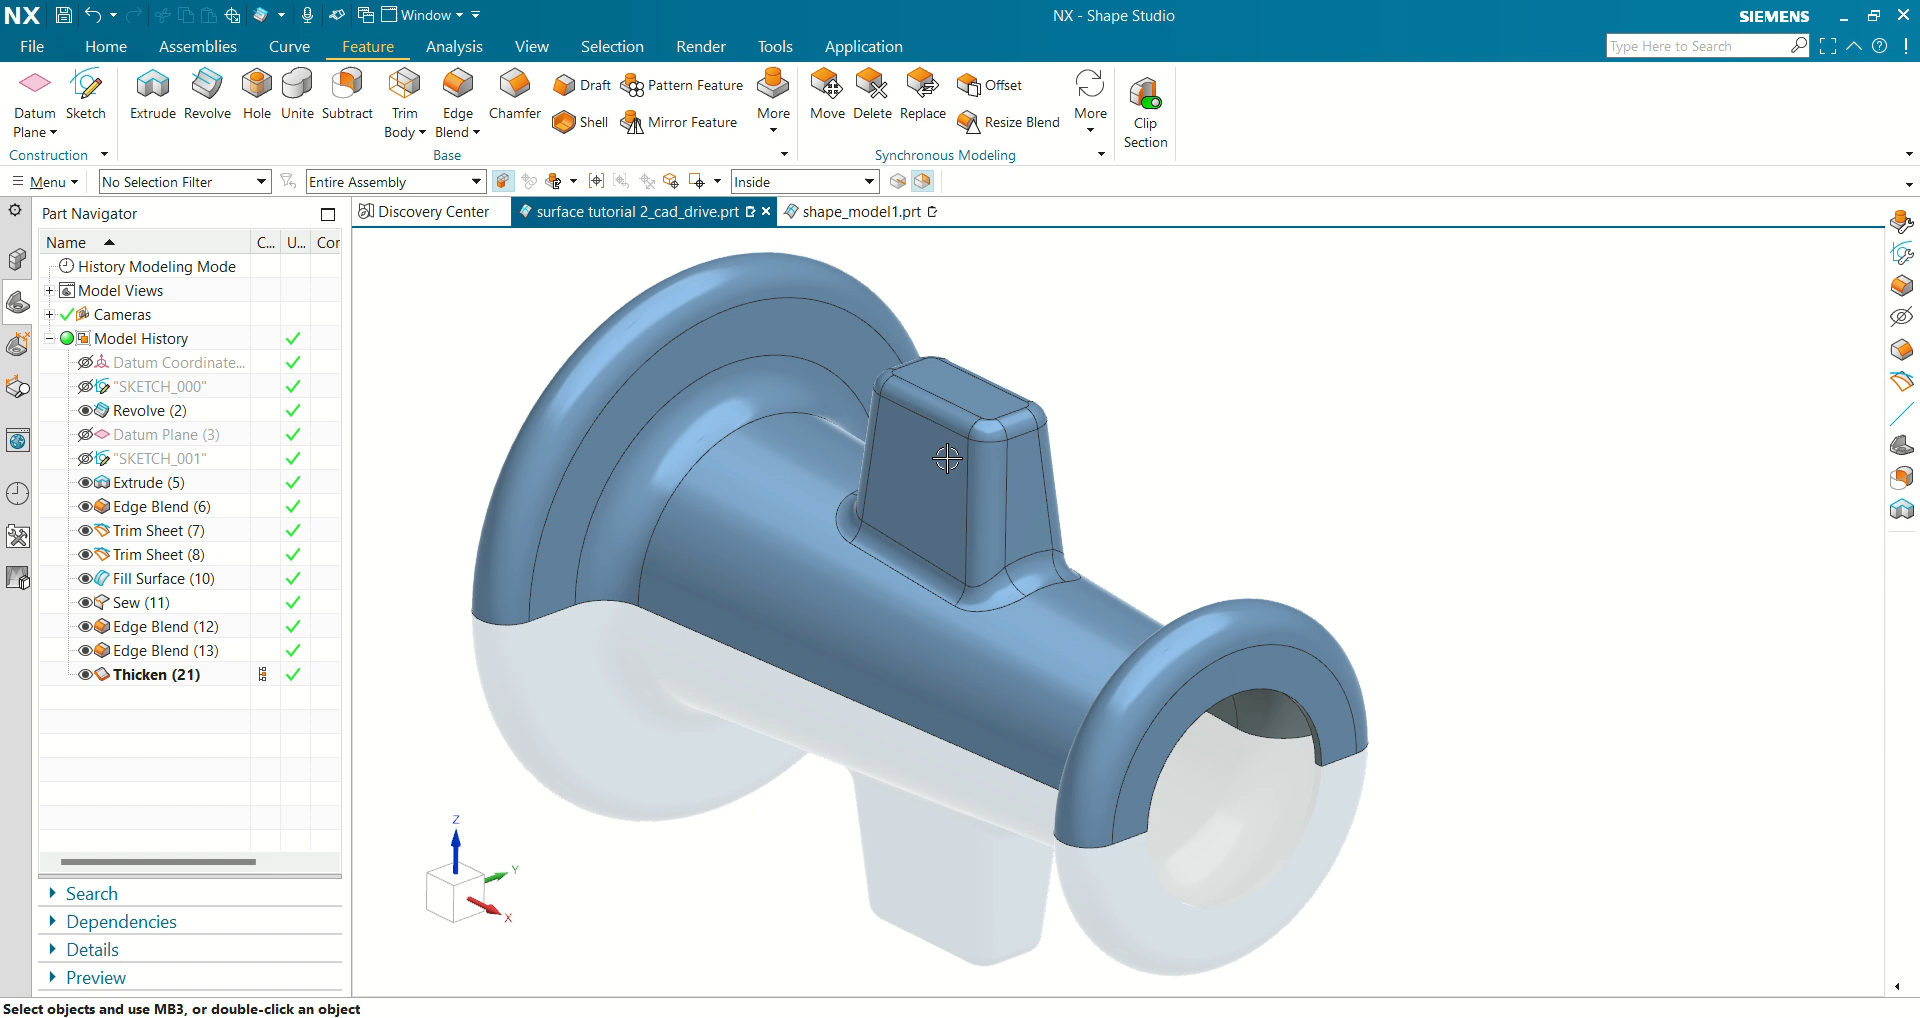 NX
Window
NX - Shape Studio
SIEMENS
File
Home
Assemblies
Curve
Feature
Analysis
View
Selection
Render
Tools
Application
Type Here to Search
Datum Plane
Sketch
Extrude
Revolve
Hole
Unite
Subtract
Trim Body
Edge Blend
Chamfer
Draft
Shell
Pattern Feature
Mirror Feature
More
Move
Delete
Replace
Offset
Resize Blend
More
Clip Section
Construction
Base
Synchronous Modeling
Menu
No Selection Filter
Entire Assembly
Inside
Part Navigator
Discovery Center
surface tutorial 2_cad_drive.prt
shape_model1.prt
Name C... U... Cor
History Modeling Mode
Model Views
Cameras
Model History
Datum Coordinate...
"SKETCH_000"
Revolve (2)
Datum Plane (3)
"SKETCH_001"
Extrude (5)
Edge Blend (6)
Trim Sheet (7)
Trim Sheet (8)
Fill Surface (10)
Sew (11)
Edge Blend (12)
Edge Blend (13)
Thicken (21)
Search
Dependencies
Details
Preview
Z
Y
X
Select objects and use MB3, or double-click an object